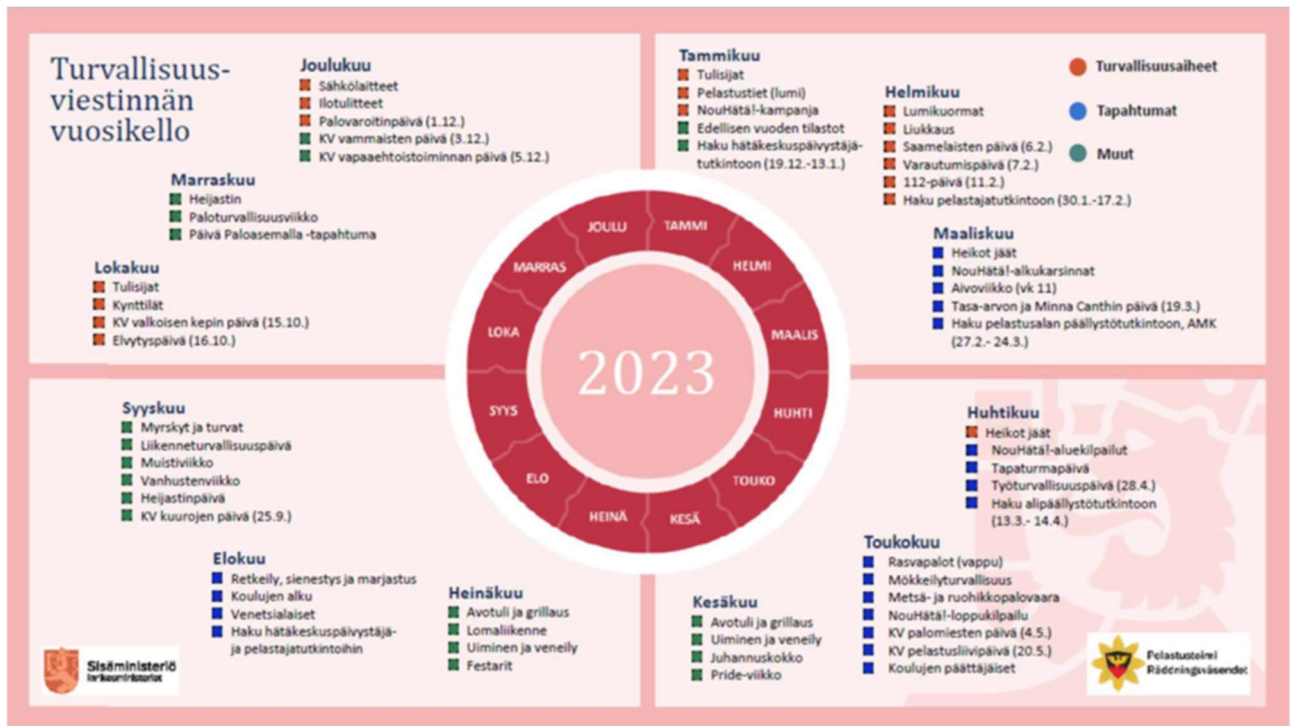 Turvallisuus-
viestinnän
vuosikello
Joulukuu
Sähkölaitteet
Ilotulitteet
Palovaroitinpäivä (1.12.)
KV vammaisten päivä (3.12.)
KV vapaaehtoistoiminnan päivä (5.12.)
Marraskuu
Heijastin
Paloturvallisuusviikko
Päivä Paloasemalla -tapahtuma
Lokakuu
Tulisijat
Kynttilät
KV valkoisen kepin päivä (15.10.)
Elvytyspäivä (16.10.)
Tammikuu
Tulisijat
Pelastustiet (lumi)
NouHätä!-kampanja
Edellisen vuoden tilastot
Haku hätäkeskuspäivystäjä-
tutkintoon (19.12.-13.1.)
Helmikuu
Lumikuormat
Liukkaus
Saamelaisten päivä (6.2.)
Varautumispäivä (7.2.)
112-päivä (11.2.)
Haku pelastajatutkintoon (30.1.-17.2.)
Turvallisuusaiheet
Tapahtumat
Muut
Maaliskuu
Heikot jäät
NouHätä!-alkukarsinnat
Aivoviikko (vk 11)
Tasa-arvon ja Minna Canthin päivä (19.3.)
Haku pelastusalan päällystötutkintoon, AMK
(27.2.- 24.3.)
JOULU
TAMMI
MARRAS
HELMI
LOKA
MAALIS
2023
SYYS
HUHTI
ELO
TOUKO
HEINÄ
KESÄ
Syyskuu
Myrskyt ja turvat
Liikenneturvallisuuspäivä
Muistiviikko
Vanhustenviikko
Heijastinpäivä
KV kuurojen päivä (25.9.)
Elokuu
Retkeily, sienestys ja marjastus
Koulujen alku
Venetsialaiset
Haku hätäkeskuspäivystäjä-
ja pelastajatutkintoihin
Heinäkuu
Avotuli ja grillaus
Lomaliikenne
Uiminen ja veneily
Festarit
Huhtikuu
Heikot jäät
NouHätä!-aluekilpailut
Tapaturmapäivä
Työturvallisuuspäivä (28.4.)
Haku alipäällystötutkintoon
(13.3.- 14.4.)
Toukokuu
Rasvapalot (vappu)
Mökkeilyturvallisuus
Metsä- ja ruohikkopalovaara
NouHätä!-loppukilpailu
KV palomiesten päivä (4.5.)
KV pelastusliivipäivä (20.5.)
Koulujen päättäjäiset
Kesäkuu
Avotuli ja grillaus
Uiminen ja veneily
Juhannuskokko
Pride-viikko
Sisäministeriö
Inrikesministeriet
Pelastustoimi
Räddningsväsendet